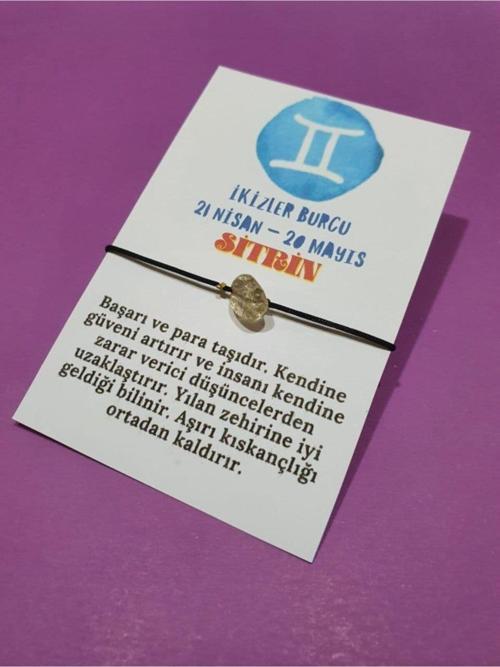 İKİZLER BURCU
21 NİSAN – 20 MAYIS
SİTRİN
Başarı ve para taşıdır. Kendine
güveni artırır ve insanı kendine
zarar verici düşüncelerden
uzaklaştırır. Yılan zehirine iyi
geldiği bilinir. Aşırı kıskançlığı
ortadan kaldırır.